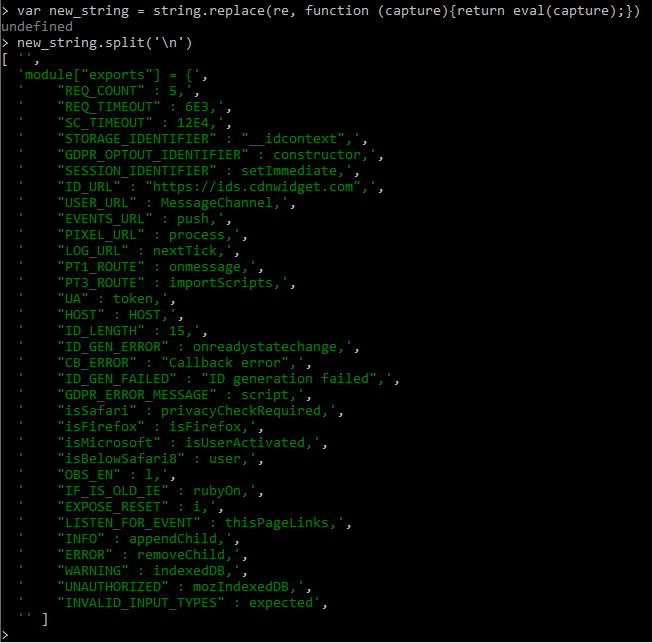 > var new_string = string.replace(re, function (capture){return eval(capture);})
undefined
> new_string.split('\n')
[ '',
  'module["exports"] = {',
  '    "REQ_COUNT" : 5,',
  '    "REQ_TIMEOUT" : 6E3,',
  '    "SC_TIMEOUT" : 12E4,',
  '    "STORAGE_IDENTIFIER" : "__idcontext",',
  '    "GDPR_OPTOUT_IDENTIFIER" : constructor,',
  '    "SESSION_IDENTIFIER" : setImmediate,',
  '    "ID_URL" : "https://ids.cdnwidget.com",',
  '    "USER_URL" : MessageChannel,',
  '    "EVENTS_URL" : push,',
  '    "PIXEL_URL" : process,',
  '    "LOG_URL" : nextTick,',
  '    "PT1_ROUTE" : onmessage,',
  '    "PT3_ROUTE" : importScripts,',
  '    "UA" : token,',
  '    "HOST" : HOST,',
  '    "ID_LENGTH" : 15,',
  '    "ID_GEN_ERROR" : onreadystatechange,',
  '    "CB_ERROR" : "Callback error",',
  '    "ID_GEN_FAILED" : "ID generation failed",',
  '    "GDPR_ERROR_MESSAGE" : script,',
  '    "isSafari" : privacyCheckRequired,',
  '    "isFirefox" : isFirefox,',
  '    "isMicrosoft" : isUserActivated,',
  '    "isBelowSafari8" : user,',
  '    "OBS_EN" : l,',
  '    "IF_IS_OLD_IE" : rubyOn,',
  '    "EXPOSE_RESET" : i,',
  '    "LISTEN_FOR_EVENT" : thisPageLinks,',
  '    "INFO" : appendChild,',
  '    "ERROR" : removeChild,',
  '    "WARNING" : indexedDB,',
  '    "UNAUTHORIZED" : mozIndexedDB,',
  '    "INVALID_INPUT_TYPES" : expected',
  '' ]
>